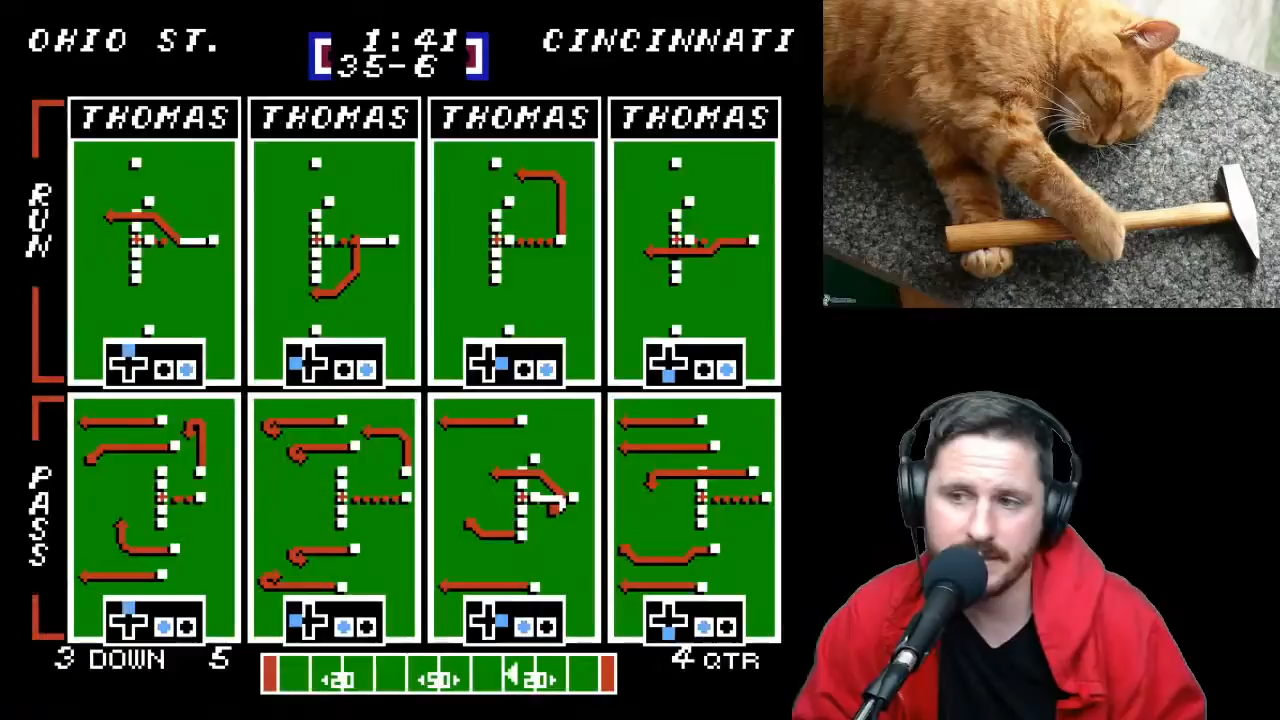 OHIO ST.
1:41
CINCINNATI
35-6
THOMAS
THOMAS
THOMAS
THOMAS
RUN
PASS
3 DOWN 5
4 QTR
20
50
20